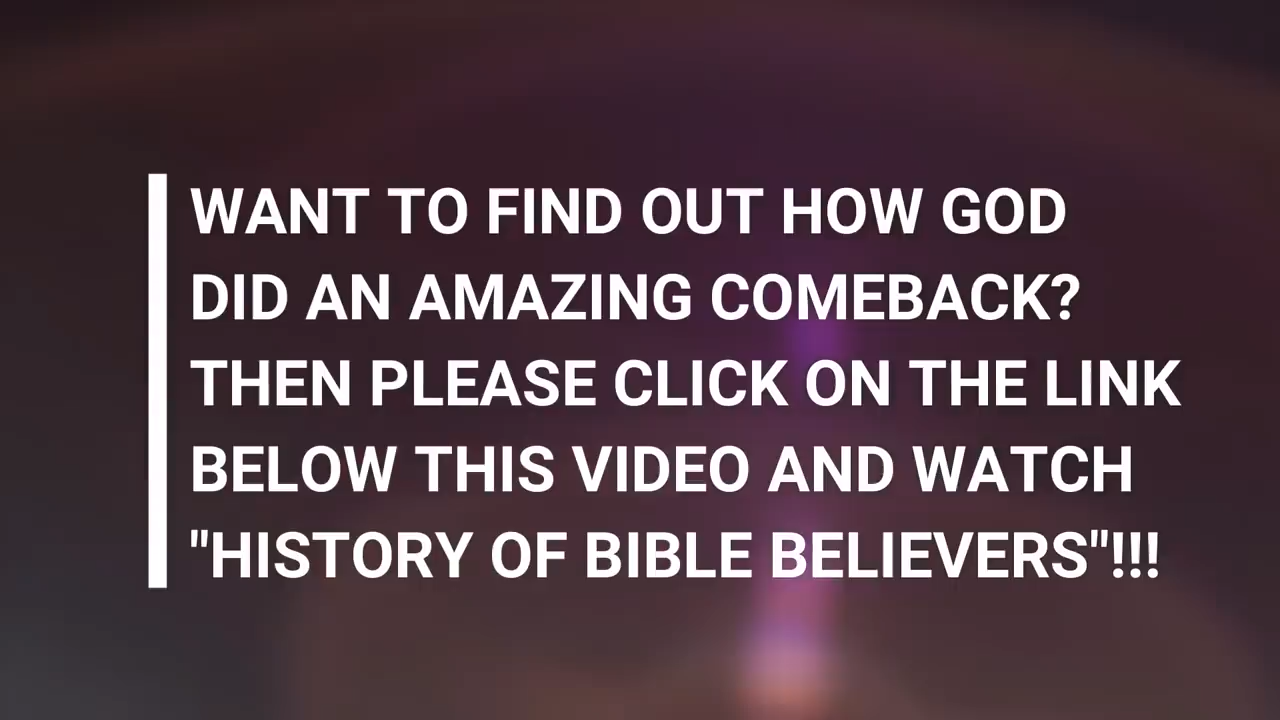 WANT TO FIND OUT HOW GOD
DID AN AMAZING COMEBACK?
THEN PLEASE CLICK ON THE LINK
BELOW THIS VIDEO AND WATCH
"HISTORY OF BIBLE BELIEVERS"!!!